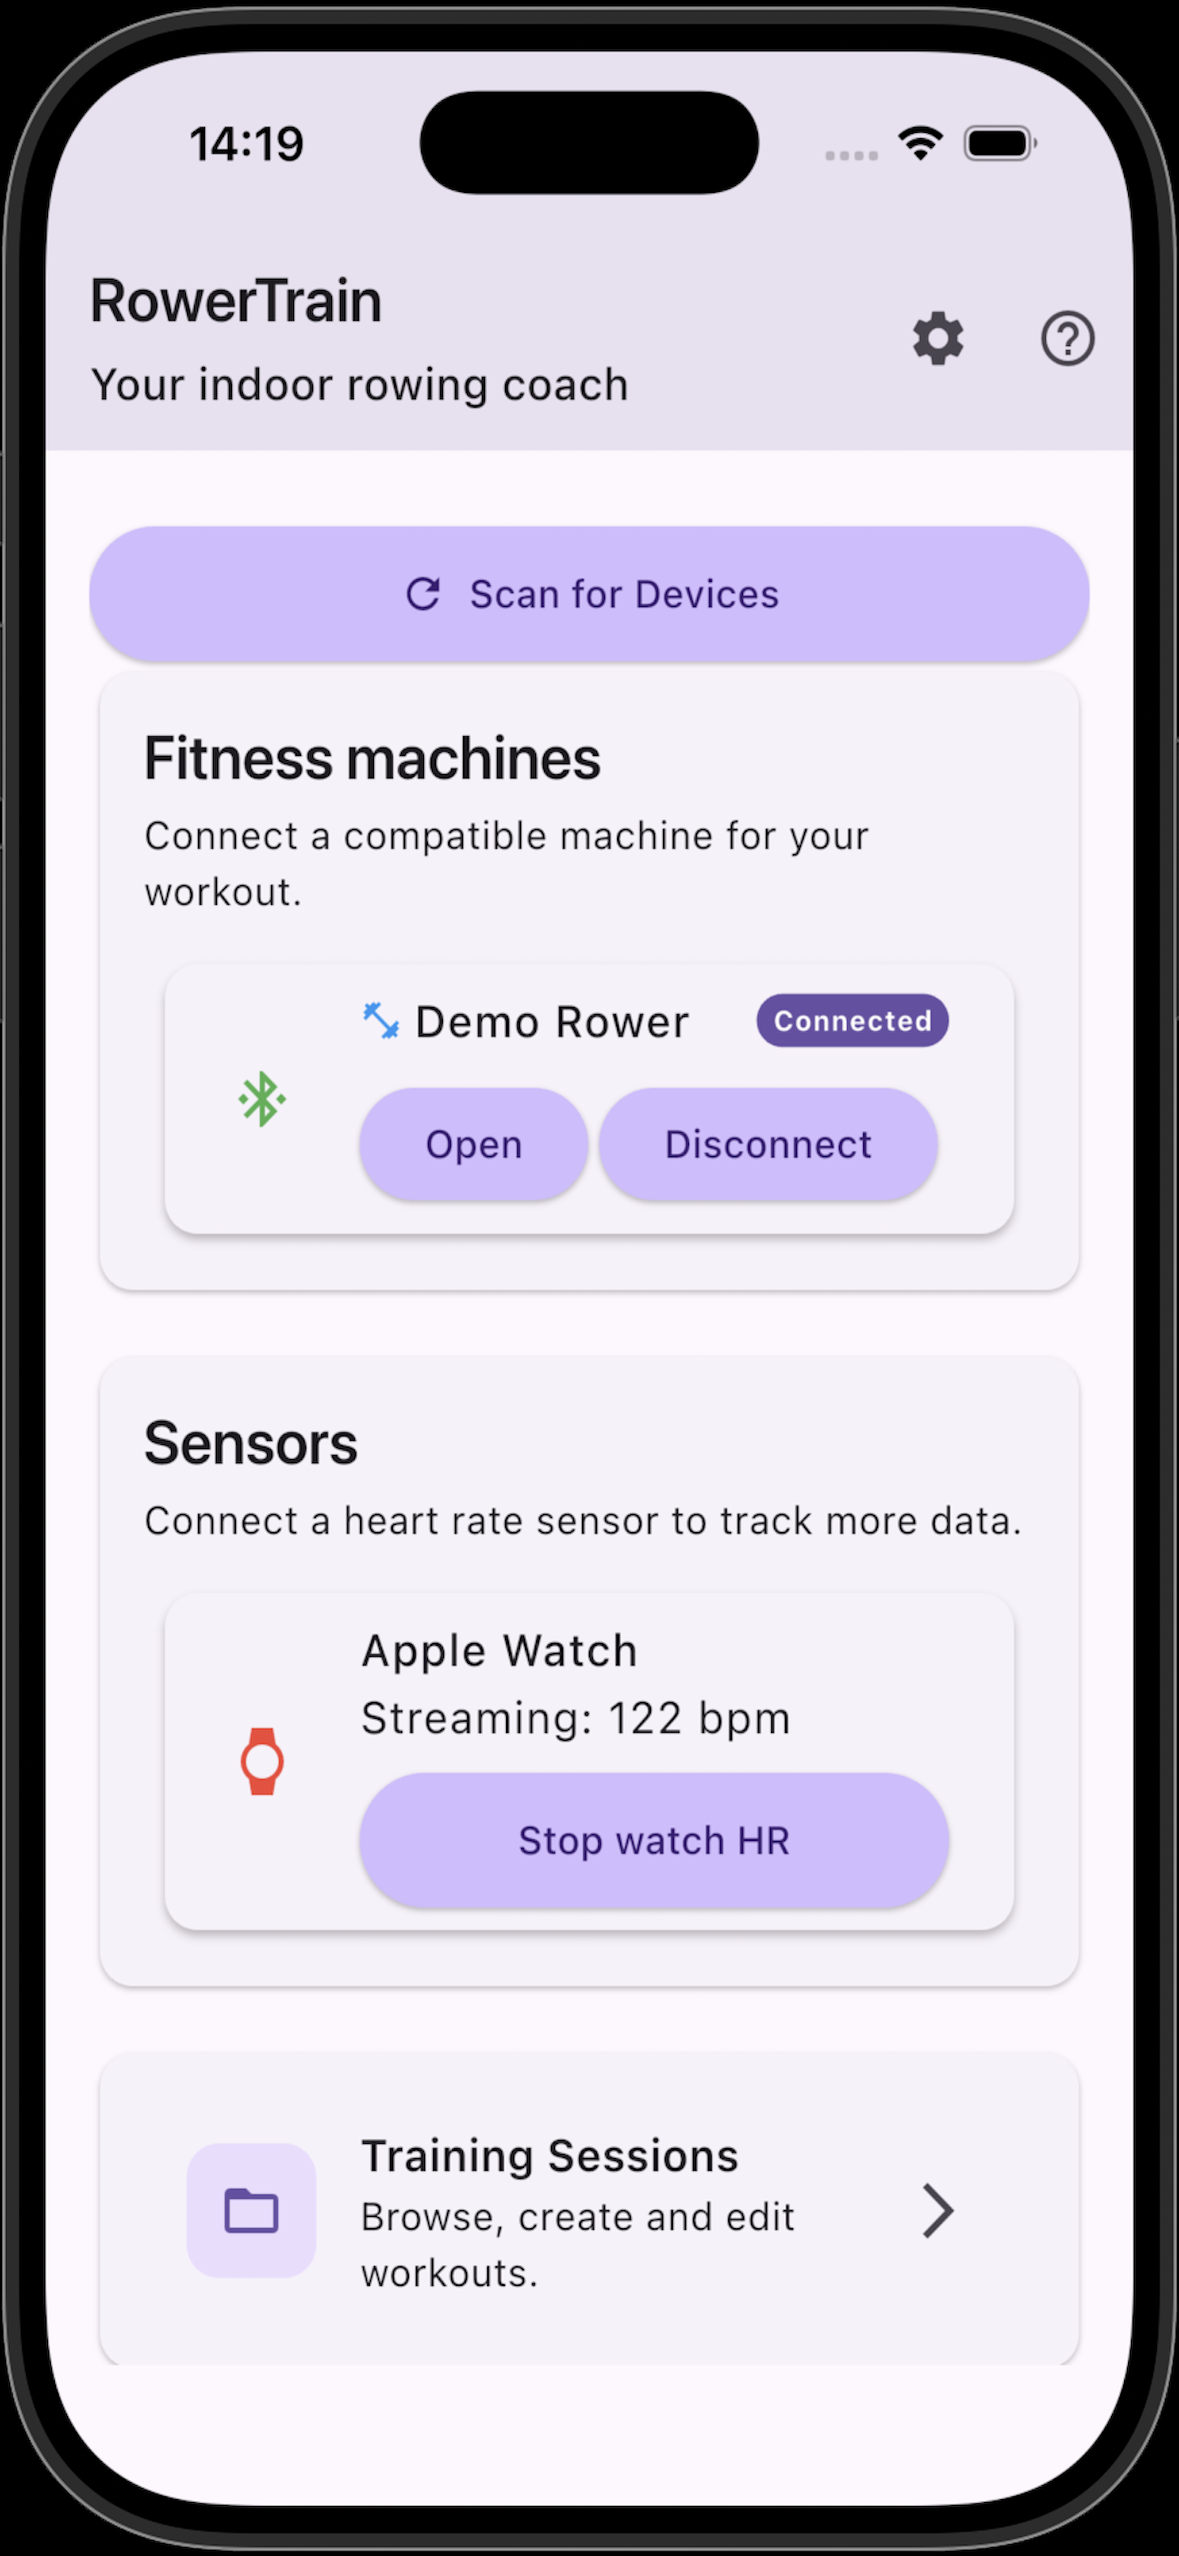 14:19
RowerTrain
Your indoor rowing coach
Scan for Devices
Fitness machines
Connect a compatible machine for your
workout.
Demo Rower
Connected
Open
Disconnect
Sensors
Connect a heart rate sensor to track more data.
Apple Watch
Streaming: 122 bpm
Stop watch HR
Training Sessions
Browse, create and edit
workouts.